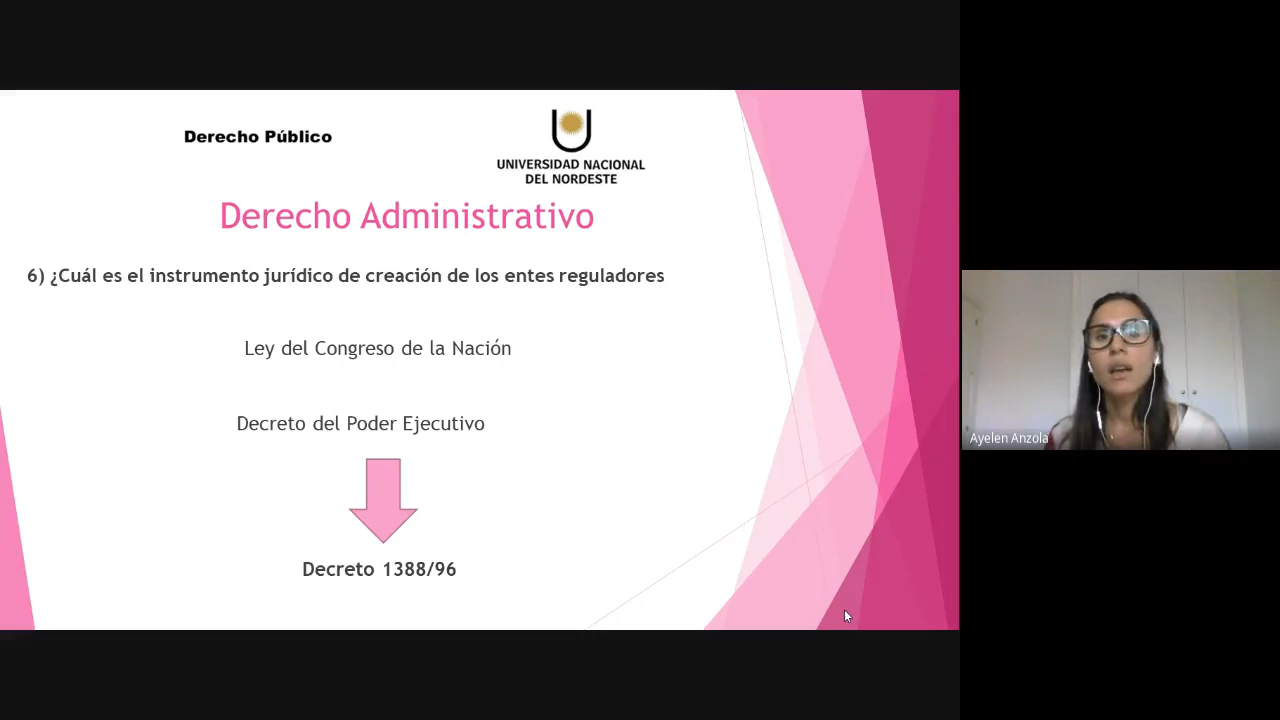 Derecho Público
UNIVERSIDAD NACIONAL
DEL NORDESTE
Derecho Administrativo
6) ¿Cuál es el instrumento jurídico de creación de los entes reguladores
Ley del Congreso de la Nación
Decreto del Poder Ejecutivo
Decreto 1388/96
Ayelen Anzola